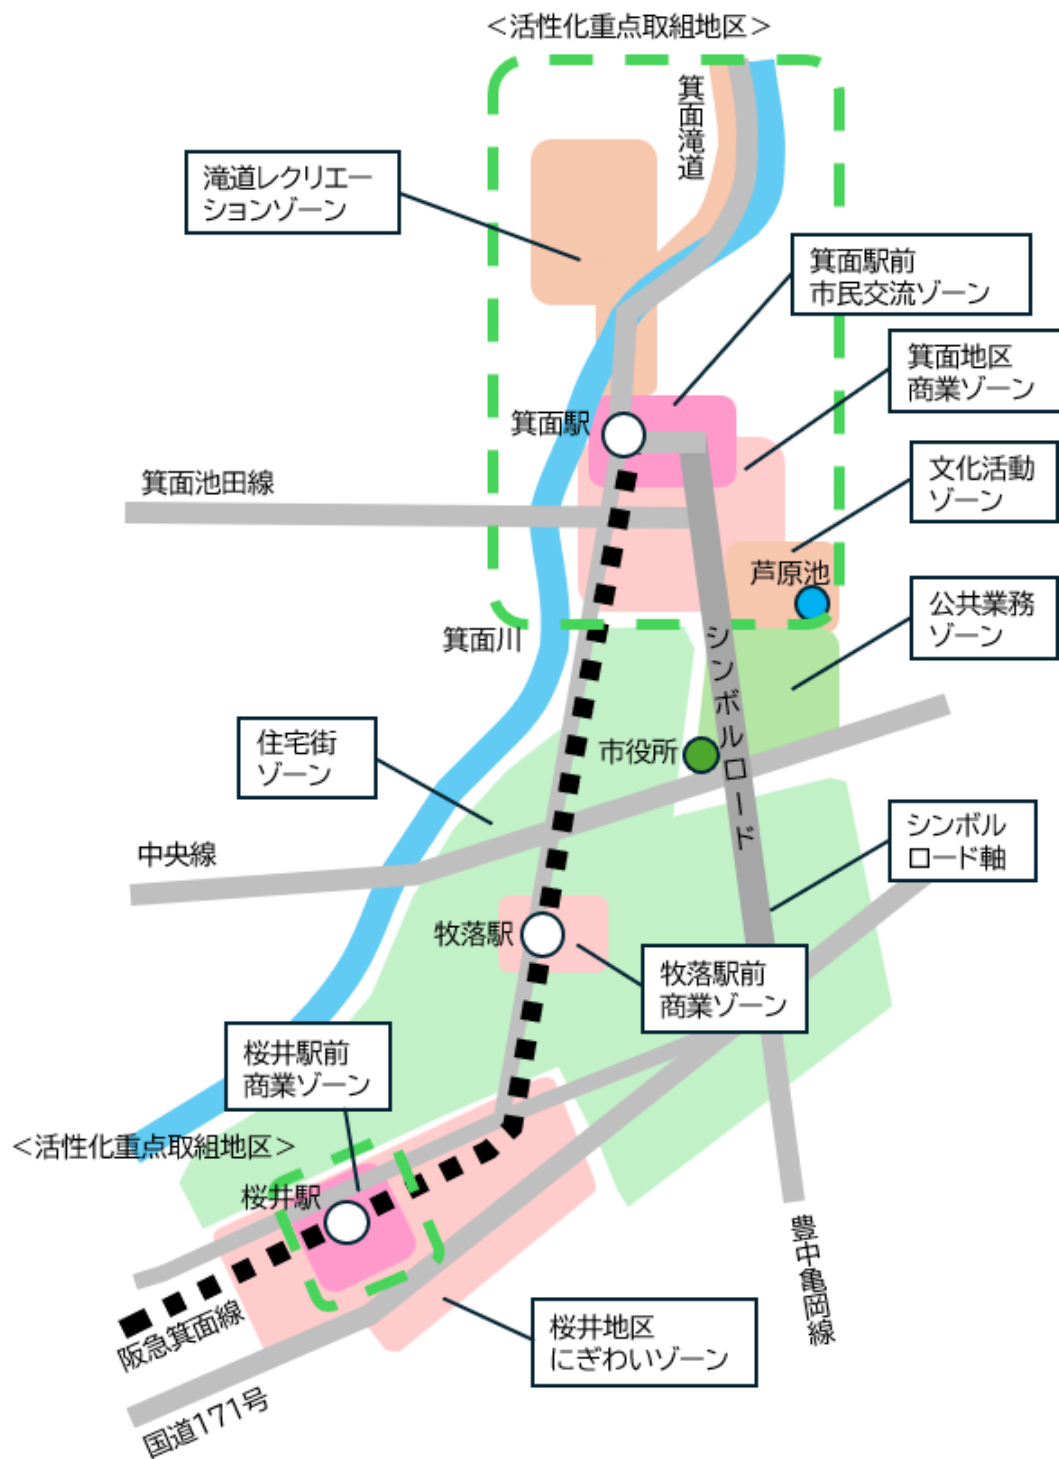 ＜活性化重点取組地区＞
箕面滝道
滝道レクリエー
ションゾーン
箕面駅前
市民交流ゾーン
箕面地区
商業ゾーン
箕面駅
文化活動
ゾーン
箕面池田線
芦原池
公共業務
ゾーン
箕面川
シンボルロード
住宅街
ゾーン
市役所
中央線
シンボル
ロード軸
牧落駅
牧落駅前
商業ゾーン
桜井駅前
商業ゾーン
＜活性化重点取組地区＞
桜井駅
豊中亀岡線
阪急箕面線
桜井地区
にぎわいゾーン
国道171号